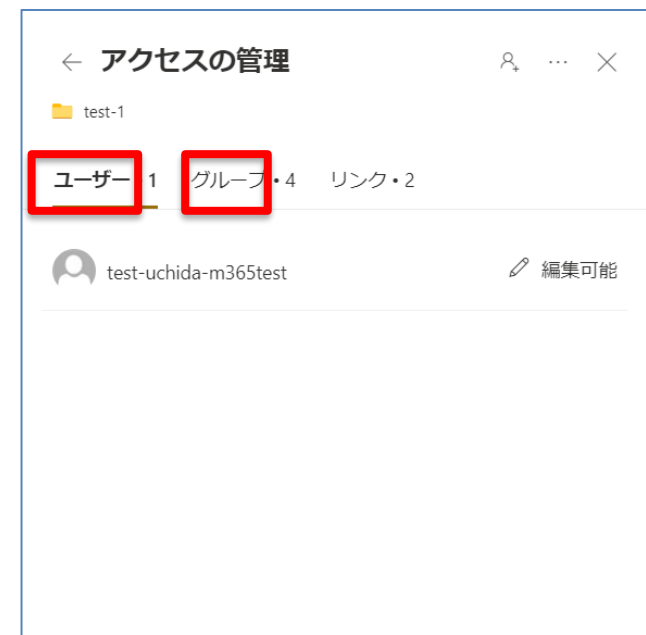 アクセスの管理
test-1
ユーザー 1 グループ・4 リンク・2
test-uchida-m365test 編集可能